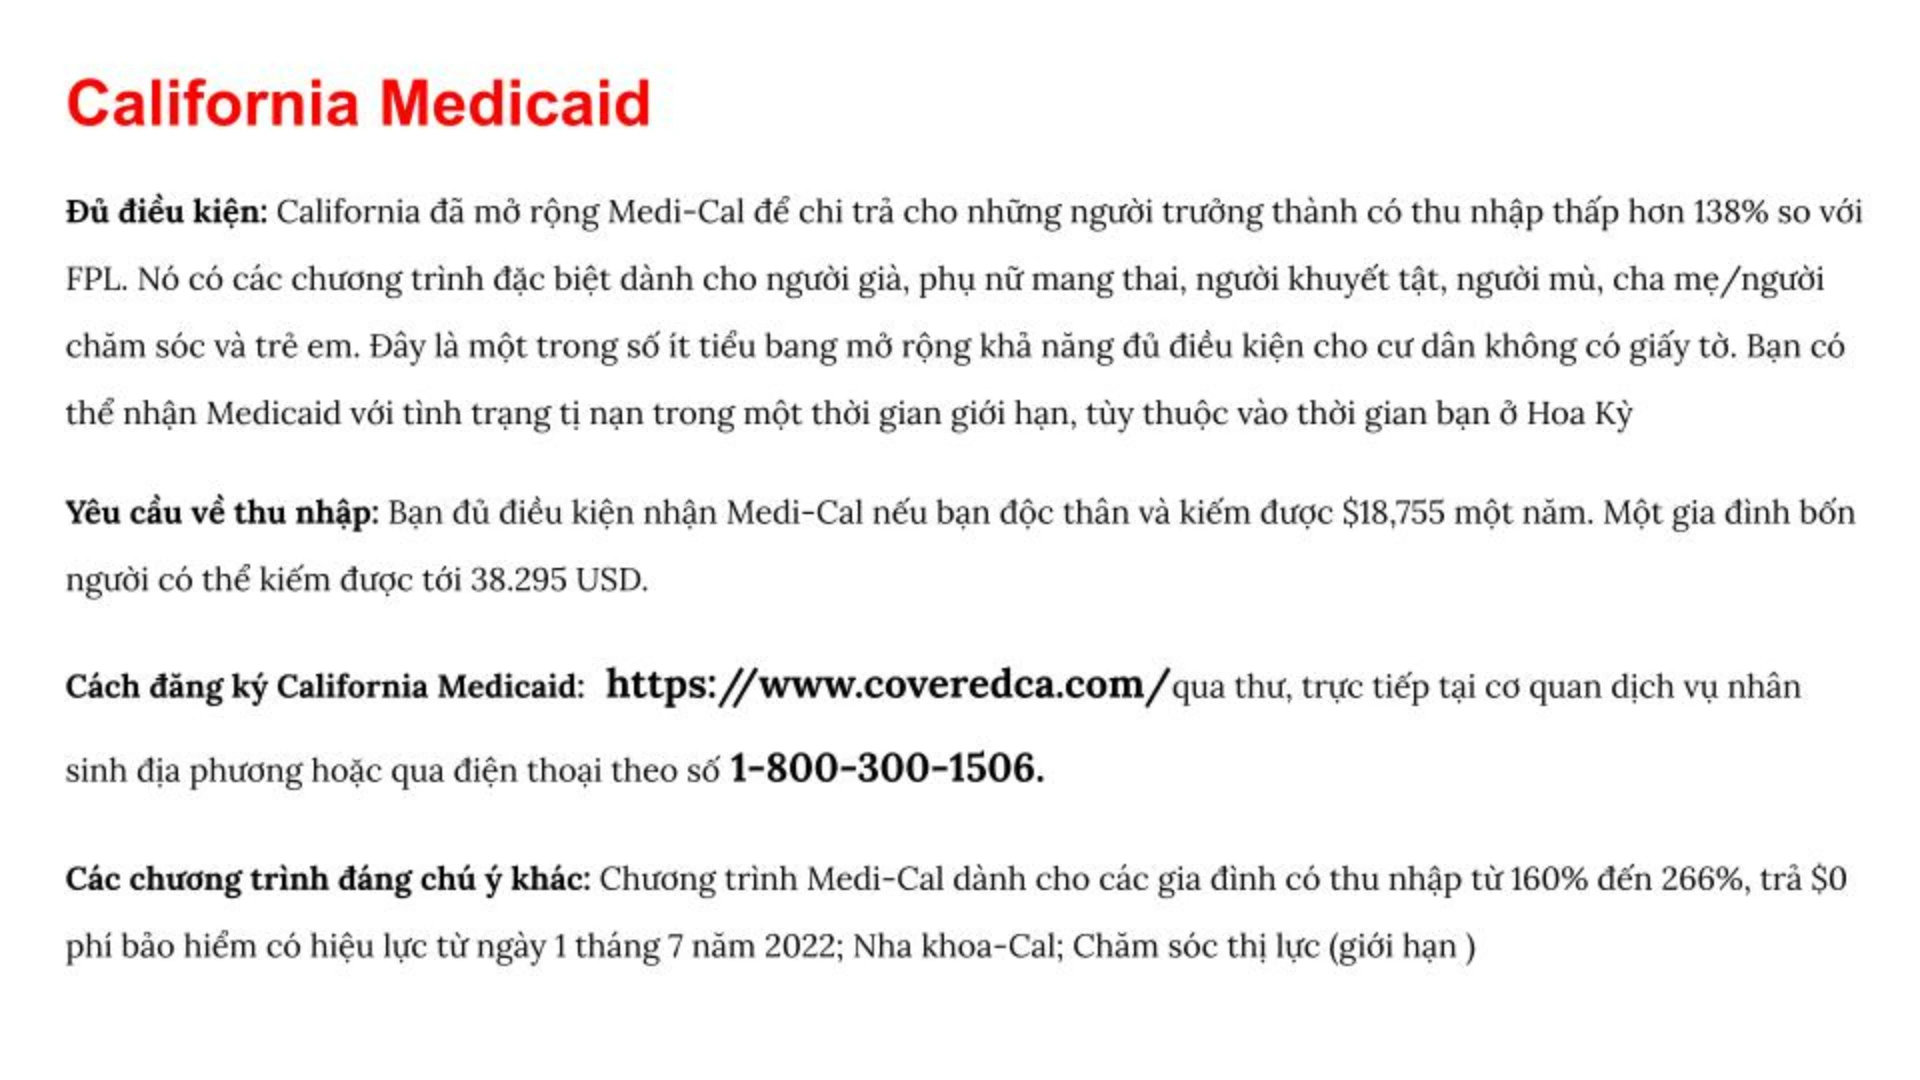 California Medicaid
Đủ điều kiện: California đã mở rộng Medi-Cal để chi trả cho những người trưởng thành có thu nhập thấp hơn 138% so với
FPL. Nó có các chương trình đặc biệt dành cho người già, phụ nữ mang thai, người khuyết tật, người mù, cha mẹ/người
chăm sóc và trẻ em. Đây là một trong số ít tiểu bang mở rộng khả năng đủ điều kiện cho cư dân không có giấy tờ. Bạn có
thể nhận Medicaid với tình trạng tị nạn trong một thời gian giới hạn, tùy thuộc vào thời gian bạn ở Hoa Kỳ
Yêu cầu về thu nhập: Bạn đủ điều kiện nhận Medi-Cal nếu bạn độc thân và kiếm được $18,755 một năm. Một gia đình bốn
người có thể kiếm được tới 38.295 USD.
Cách đăng ký California Medicaid: https://www.coveredca.com/qua thư, trực tiếp tại cơ quan dịch vụ nhân
sinh địa phương hoặc qua điện thoại theo số 1-800-300-1506.
Các chương trình đáng chú ý khác: Chương trình Medi-Cal dành cho các gia đình có thu nhập từ 160% đến 266%, trả $0
phí bảo hiểm có hiệu lực từ ngày 1 tháng 7 năm 2022; Nha khoa-Cal; Chăm sóc thị lực (giới hạn )